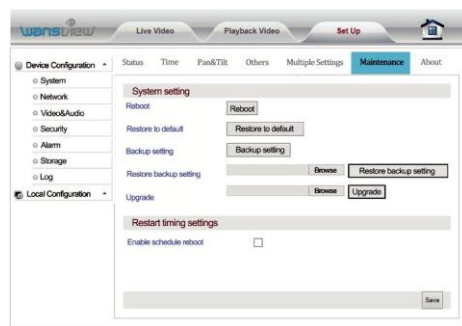 wansview
Live Video Playback Video Set Up
Device Configuration
System
Network
Video&Audio
Security
Alarm
Storage
Log
Local Configuration
Status Time Pan&Tilt Others Multiple Settings Maintenance About
System setting
Reboot Reboot
Restore to default Restore to default
Backup setting Backup setting
Restore backup setting Browse Restore backup setting
Upgrade Browse Upgrade
Restart timing settings
Enable schedule reboot
Save